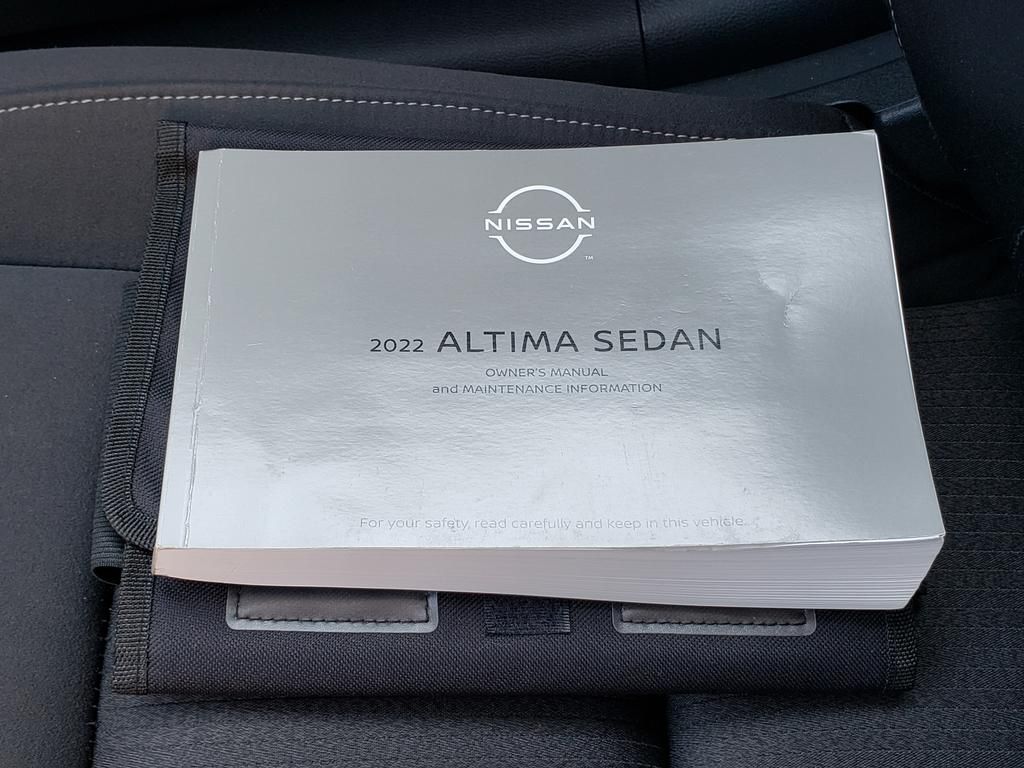 NISSAN
TM
2022 ALTIMA SEDAN
OWNER'S MANUAL
and MAINTENANCE INFORMATION
For your safety, read carefully and keep in this vehicle.